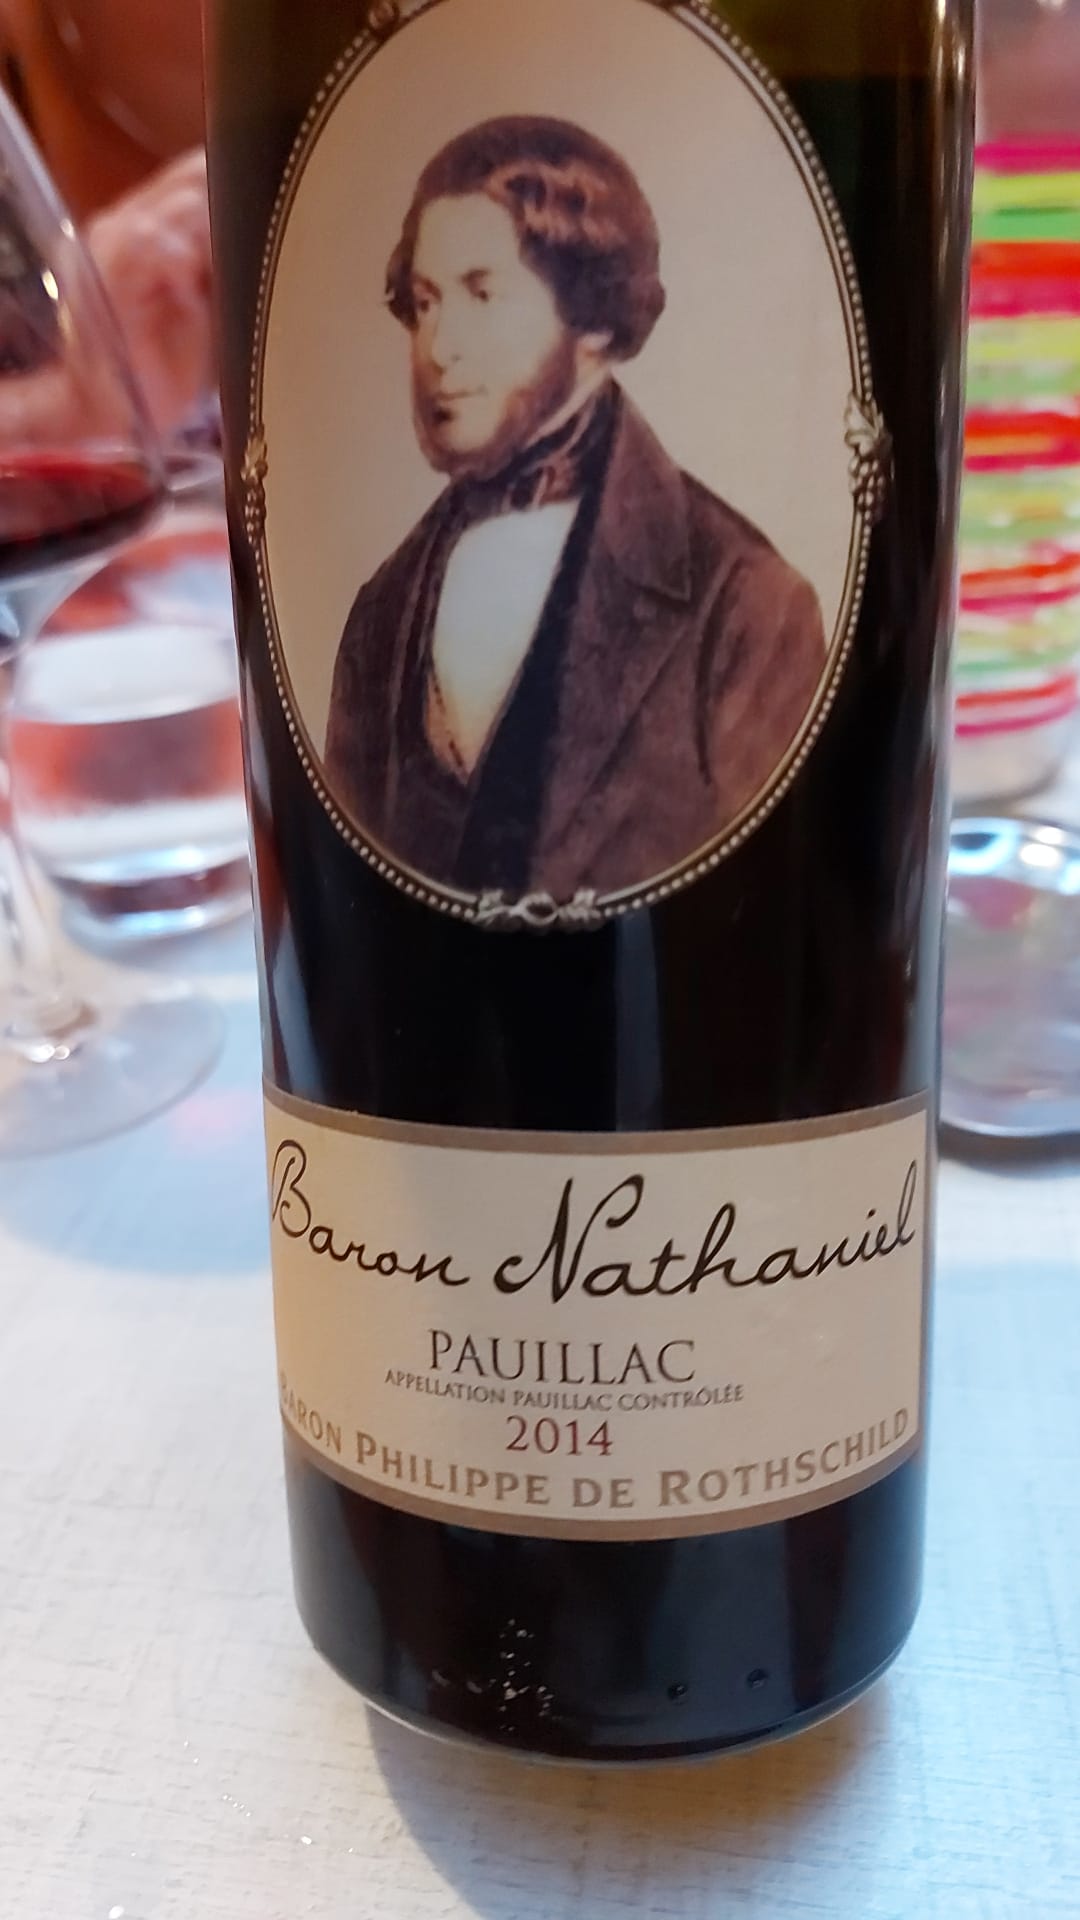 Baron Nathaniel
PAUILLAC
APPELLATION PAUILLAC CONTRÔLÉE
2014
BARON PHILIPPE DE ROTHSCHILD